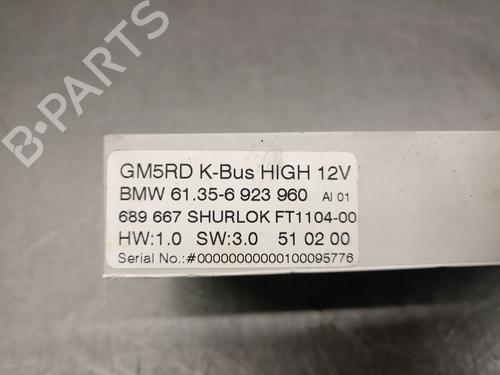 GM5RD K-Bus HIGH 12V
BMW 61.35-6 923 960 AI 01
689 667 SHURLOK FT1104-00
HW:1.0 SW:3.0 51 02 00
Serial No.:#00000000000100095776
B-PARTS